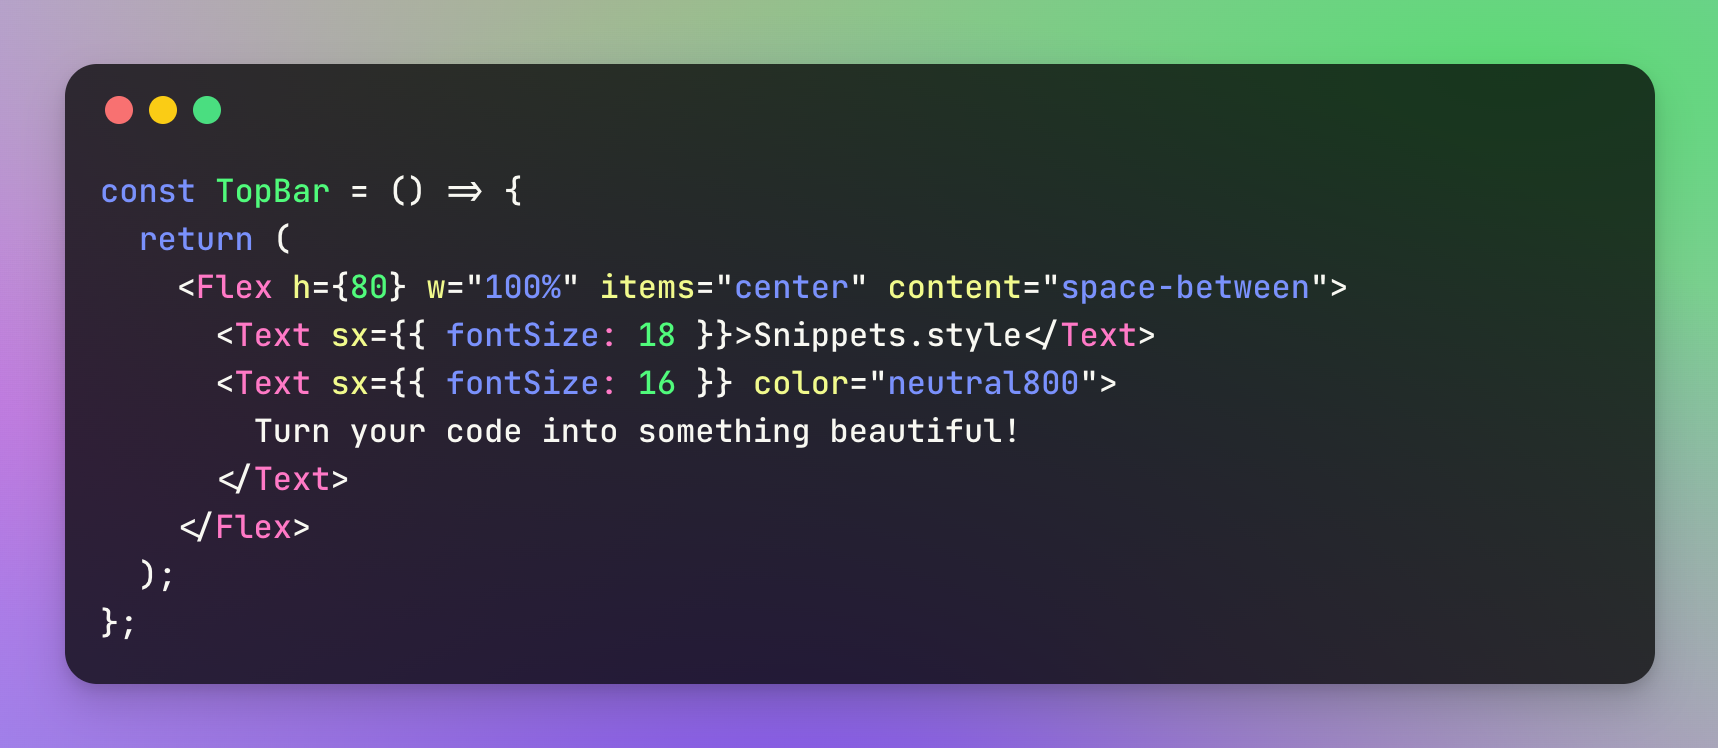 const TopBar = () => {
  return (
    <Flex h={80} w="100%" items="center" content="space-between">
      <Text sx={{ fontSize: 18 }}>Snippets.style</Text>
      <Text sx={{ fontSize: 16 }} color="neutral800">
        Turn your code into something beautiful!
      </Text>
    </Flex>
  );
};